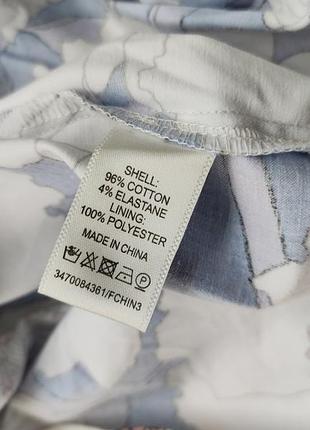 SHELL:
96% COTTON
4% ELASTANE
LINING:
100% POLYESTER
MADE IN CHINA
3470084361/FCHIN3